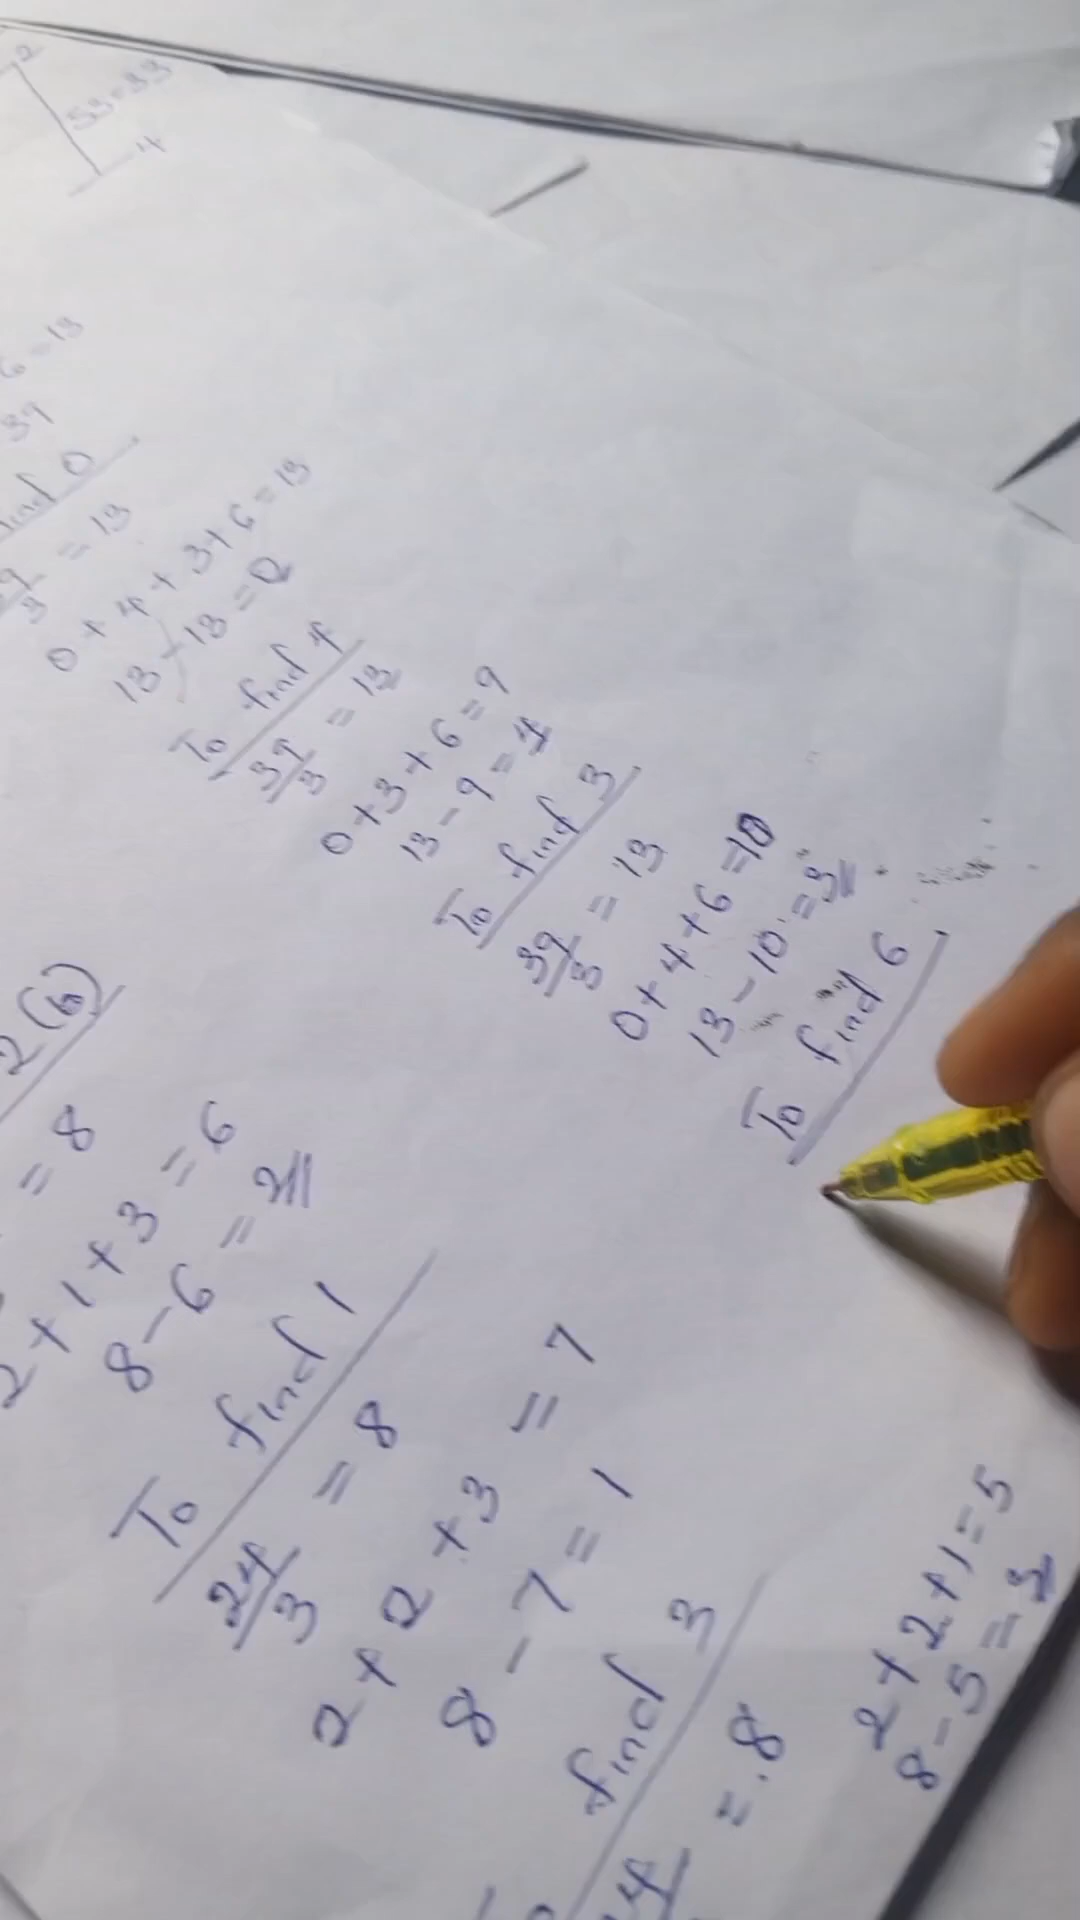 2
53=33
4
6=13
39
find 0
= 13
3
0+4+3+6=13
13-13=0
To find 4
39/3 = 13
0+3+6=9
13-9=4
To find 3
39/3 = 13
0+4+6=10
13-10=3
To find 6
2(b)
= 8
2+1+3=6
8-6=2
To find 1
24/3 = 8
2+2+3=7
8-7=1
find 3
= 8
2+2+1=5
8-5=3